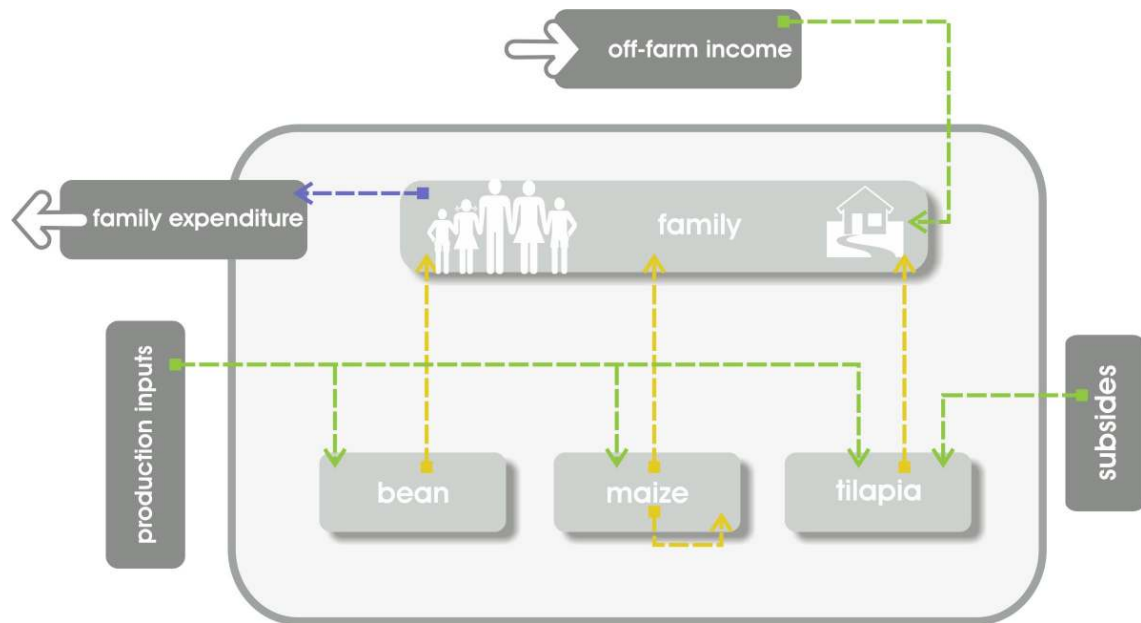 off-farm income
family expenditure
family
production inputs
subsides
bean
maize
tilapia